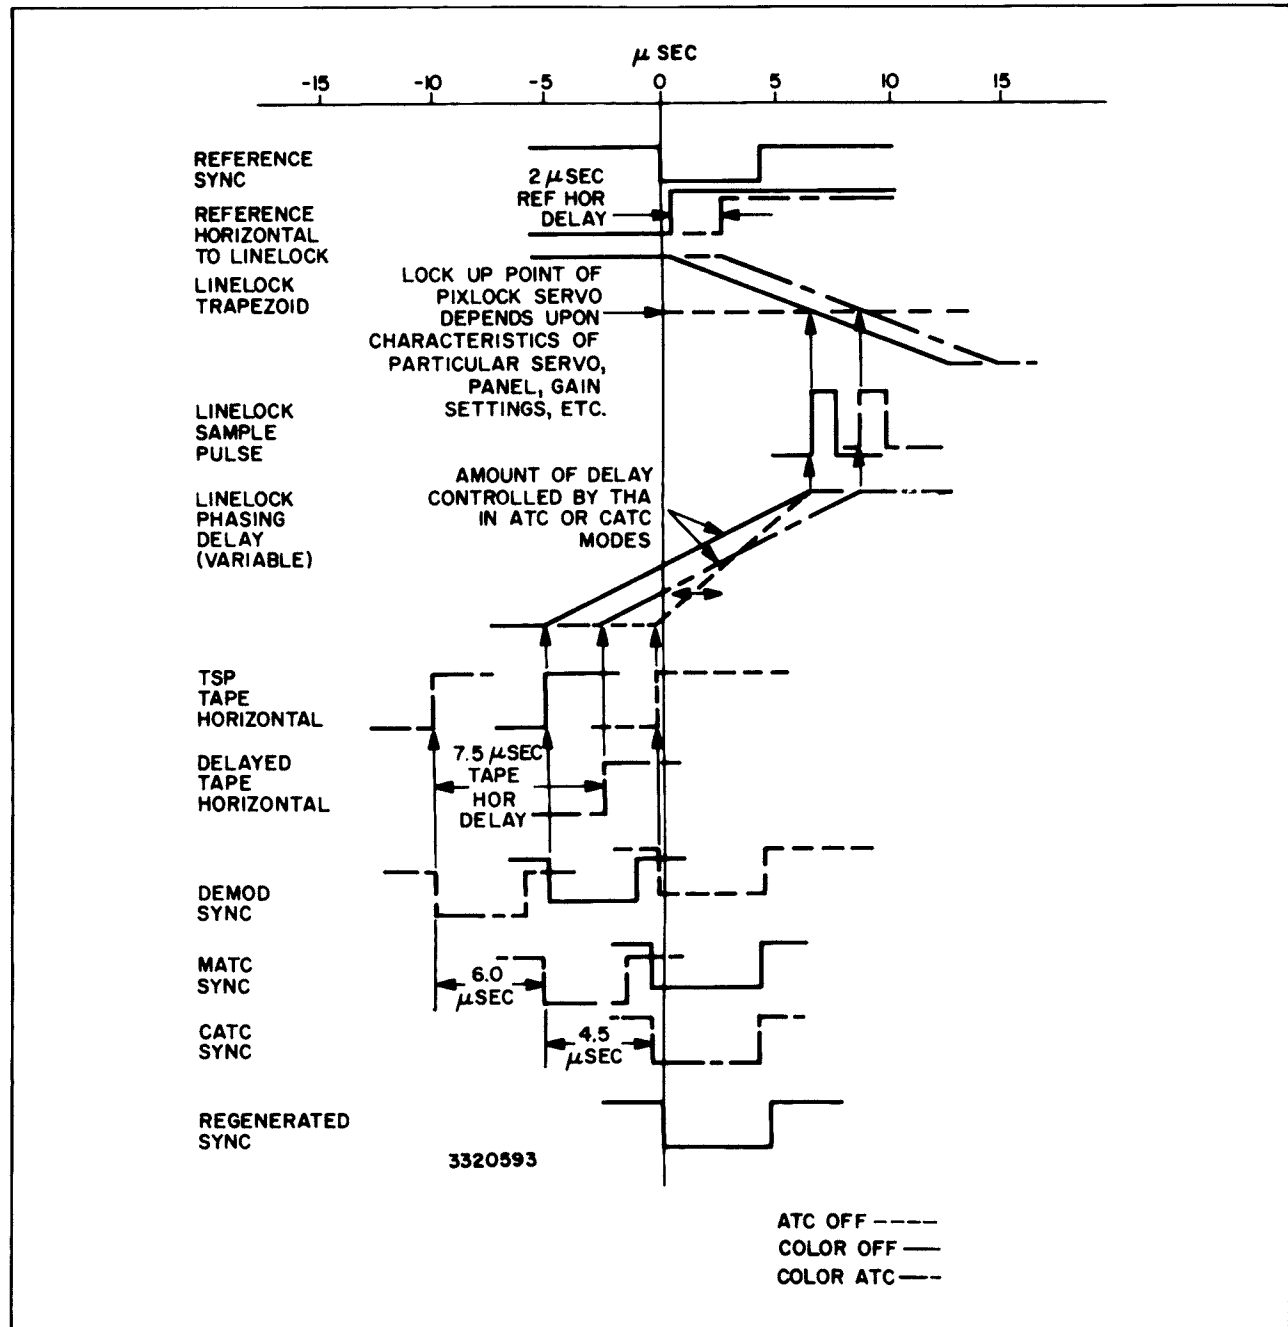 μ SEC
-15 -10 -5 0 5 10 15
REFERENCE
SYNC
2 μSEC
REF HOR
DELAY
REFERENCE
HORIZONTAL
TO LINELOCK
LINELOCK
TRAPEZOID
LOCK UP POINT OF
PIXLOCK SERVO
DEPENDS UPON
CHARACTERISTICS OF
PARTICULAR SERVO,
PANEL, GAIN
SETTINGS, ETC.
LINELOCK
SAMPLE
PULSE
LINELOCK
PHASING
DELAY
(VARIABLE)
AMOUNT OF DELAY
CONTROLLED BY THA
IN ATC OR CATC
MODES
TSP
TAPE
HORIZONTAL
DELAYED
TAPE
HORIZONTAL
7.5 μSEC
TAPE
HOR
DELAY
DEMOD
SYNC
MATC
SYNC
6.0
μSEC
CATC
SYNC
4.5
μSEC
REGENERATED
SYNC
3320593
ATC OFF
COLOR OFF
COLOR ATC